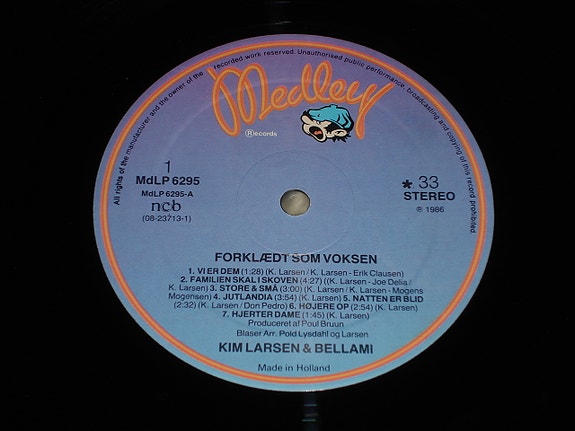 All rights of the manufacturer and the owner of the recorded work reserved. Unauthorised public performance, broadcasting and copying of this record prohibited.
Medley
Records
1
MdLP 6295
MdLP 6295-A
ncb
(08-23713-1)
* 33
STEREO
℗ 1986
FORKLÆDT SOM VOKSEN
1. VI ER DEM (1:28) (K. Larsen / K. Larsen - Erik Clausen)
2. FAMILIEN SKAL I SKOVEN (4:27) ((K. Larsen - Joe Delia /
K. Larsen) 3. STORE & SMÅ (3:00) (K. Larsen / K. Larsen - Mogens
Mogensen) 4. JUTLANDIA (3:54) (K. Larsen) 5. NATTEN ER BLID
(2:32) (K. Larsen / Don Pedro) 6. HØJERE OP (2:54) (K. Larsen)
7. HJERTER DAME (1:45) (K. Larsen)
Produceret af Poul Bruun
Blæser Arr. Pold Lysdahl og Larsen
KIM LARSEN & BELLAMI
Made in Holland